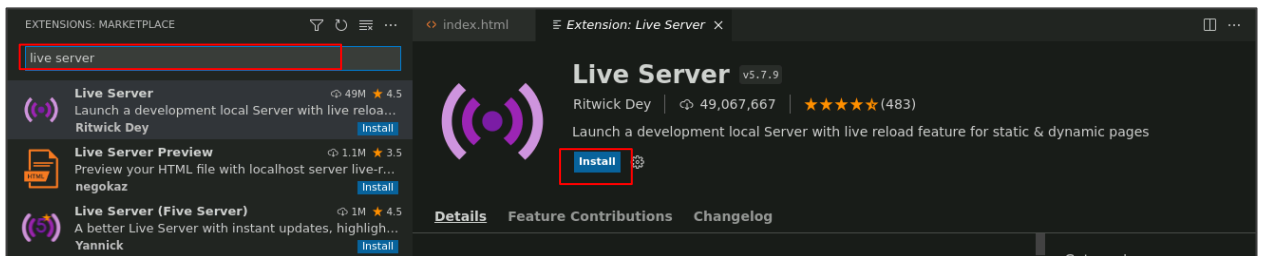 EXTENSIONS: MARKETPLACE
live server
Live Server 49M ★ 4.5
Launch a development local Server with live reloa...
Ritwick Dey Install
Live Server Preview 1.1M ★ 3.5
Preview your HTML file with localhost server live-r...
negokaz Install
HTML
Live Server (Five Server) 1M ★ 4.5
A better Live Server with instant updates, highligh...
Yannick Install
5
index.html
Extension: Live Server ×
Live Server v5.7.9
Ritwick Dey 49,067,667 (483)
Launch a development local Server with live reload feature for static & dynamic pages
Install
Details Feature Contributions Changelog